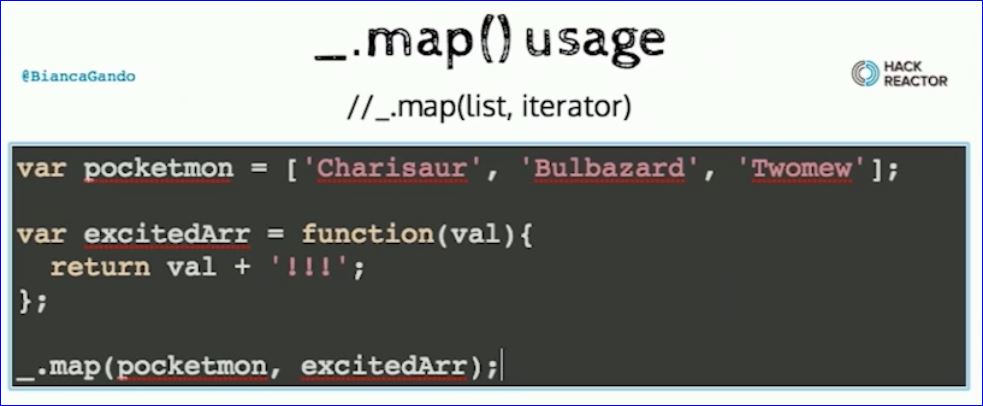 _.map() usage
@BiancaGando
HACK
REACTOR
//_.map(list, iterator)
var pocketmon = ['Charisaur', 'Bulbazard', 'Twomew'];
var excitedArr = function(val){
  return val + '!!!';
};
_.map(pocketmon, excitedArr);